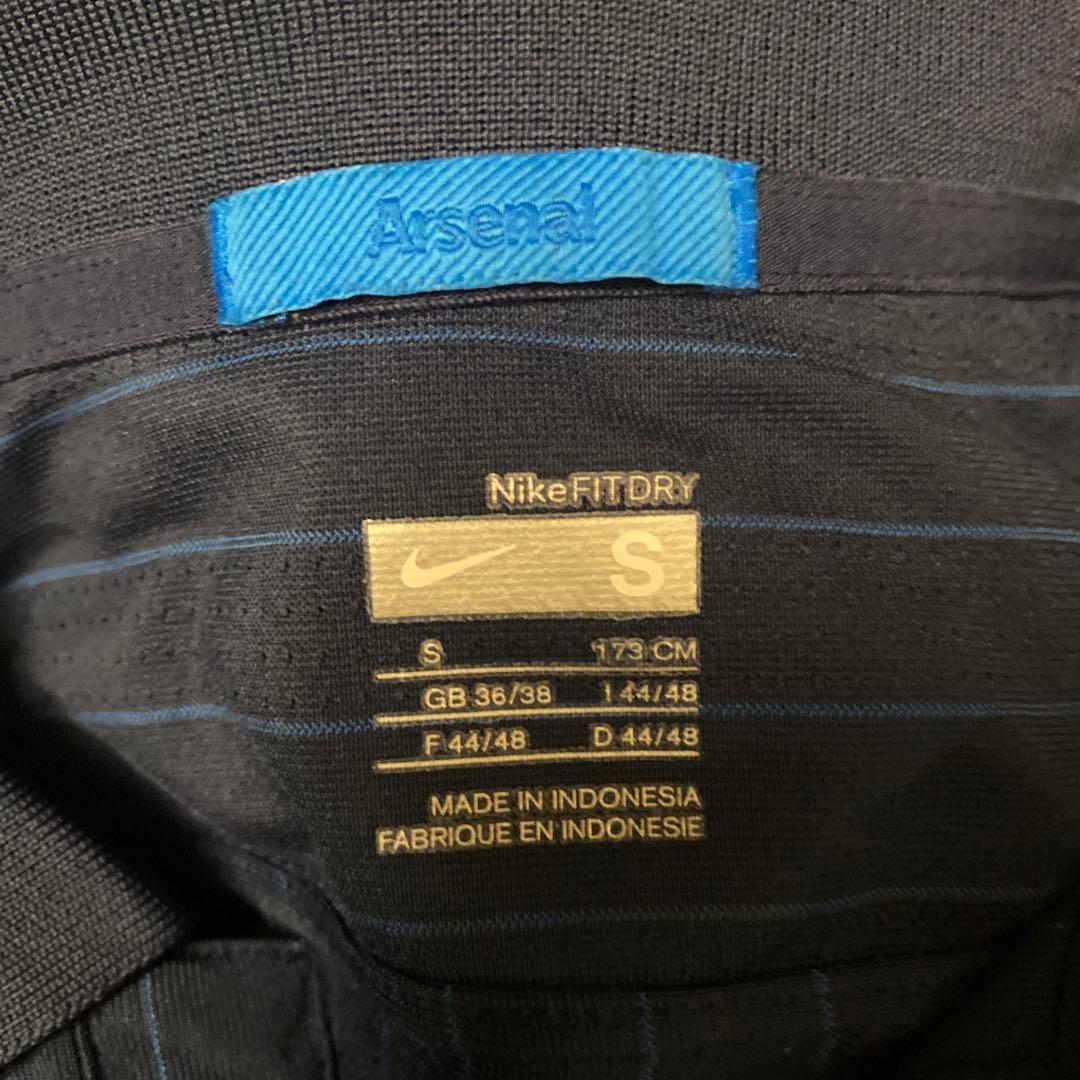 Arsenal
NikeFITDRY
S
S 173 CM
GB 36/38 I 44/48
F 44/48 D 44/48
MADE IN INDONESIA
FABRIQUE EN INDONESIE